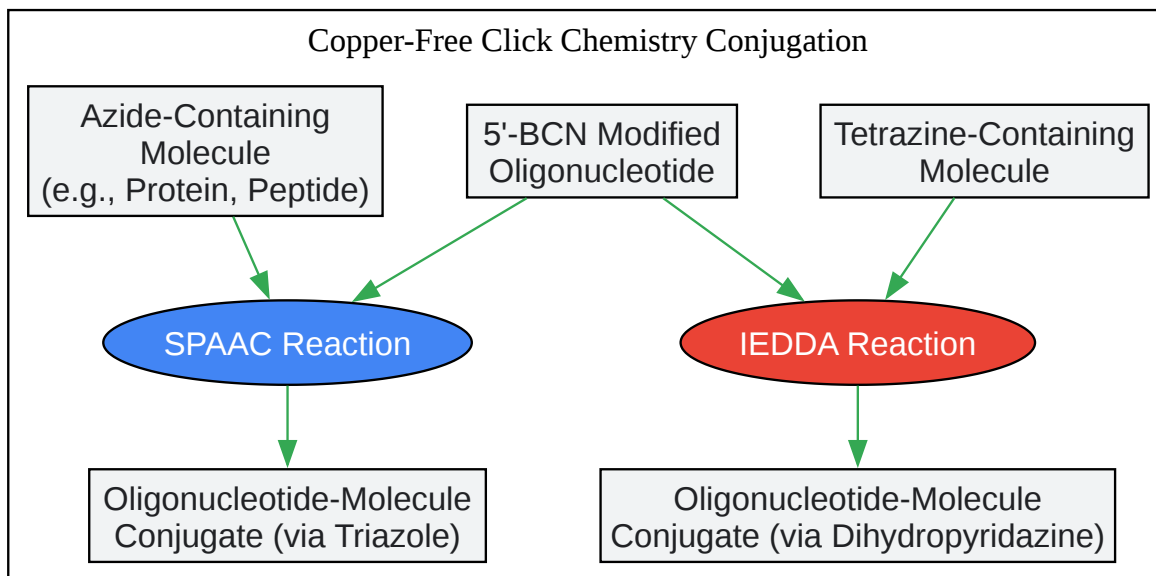 Copper-Free Click Chemistry Conjugation
Azide-Containing
Molecule
(e.g., Protein, Peptide)
5'-BCN Modified
Oligonucleotide
Tetrazine-Containing
Molecule
SPAAC Reaction
IEDDA Reaction
Oligonucleotide-Molecule
Conjugate (via Triazole)
Oligonucleotide-Molecule
Conjugate (via Dihydropyridazine)